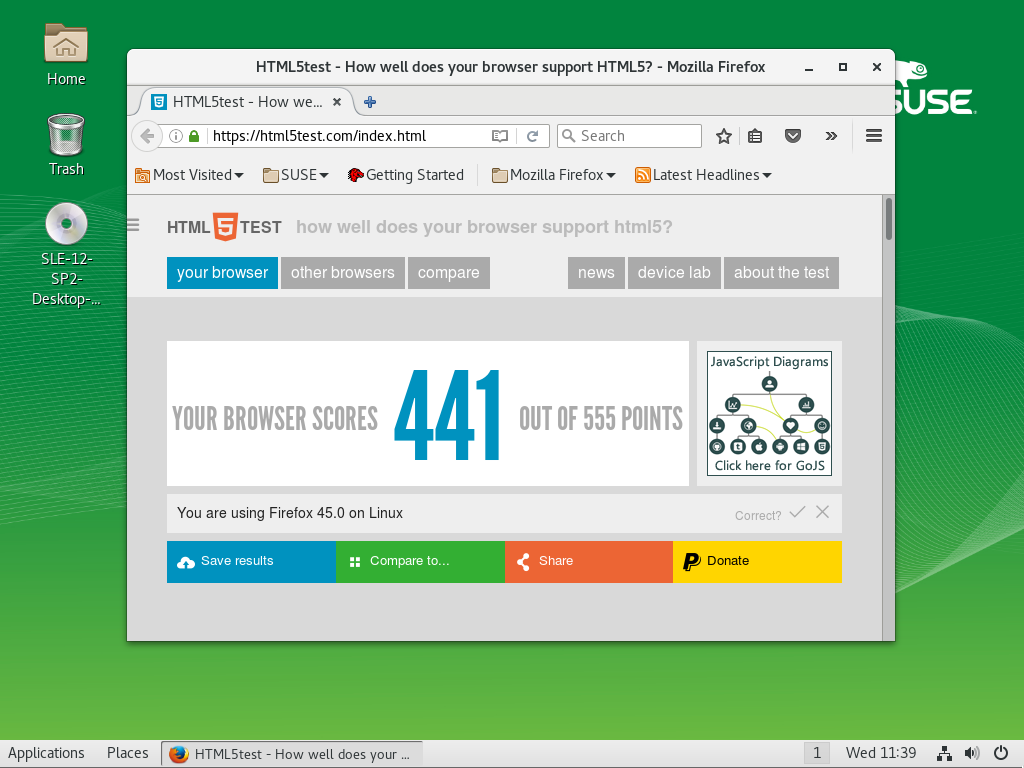 Home
Trash
SLE-12-
SP2-
Desktop-...
SUSE
HTML5test - How well does your browser support HTML5? - Mozilla Firefox
HTML5test - How we...
https://html5test.com/index.html
Search
Most Visited
SUSE
Getting Started
Mozilla Firefox
Latest Headlines
HTML 5 TEST how well does your browser support html5?
your browser other browsers compare news device lab about the test
YOUR BROWSER SCORES 441 OUT OF 555 POINTS
JavaScript Diagrams
Click here for GoJS
You are using Firefox 45.0 on Linux
Correct?
Save results Compare to... Share Donate
Applications Places HTML5test - How well does your ... 1 Wed 11:39